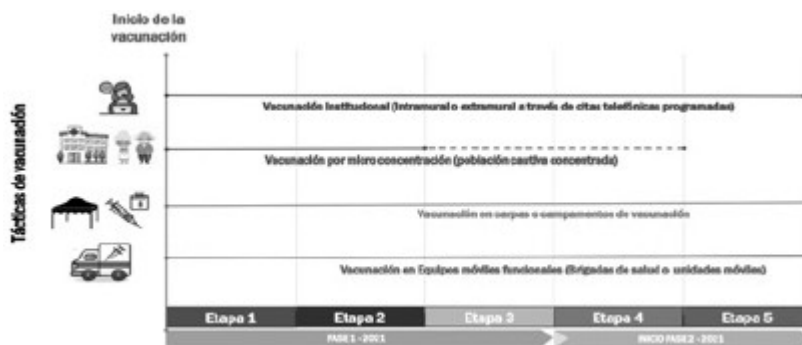 Inicio de la
vacunación
Tácticas de vacunación
Vacunación Institucional (Intramural o extramural a través de citas telefónicas programadas)
Vacunación por micro concentración (población cautiva concentrada)
Vacunación en carpas o campamentos de vacunación
Vacunación en Equipos móviles funcionales (Brigadas de salud o unidades móviles)
Etapa 1 Etapa 2 Etapa 3 Etapa 4 Etapa 5
FASE 1 - 2021 INICIO FASE 2 - 2021